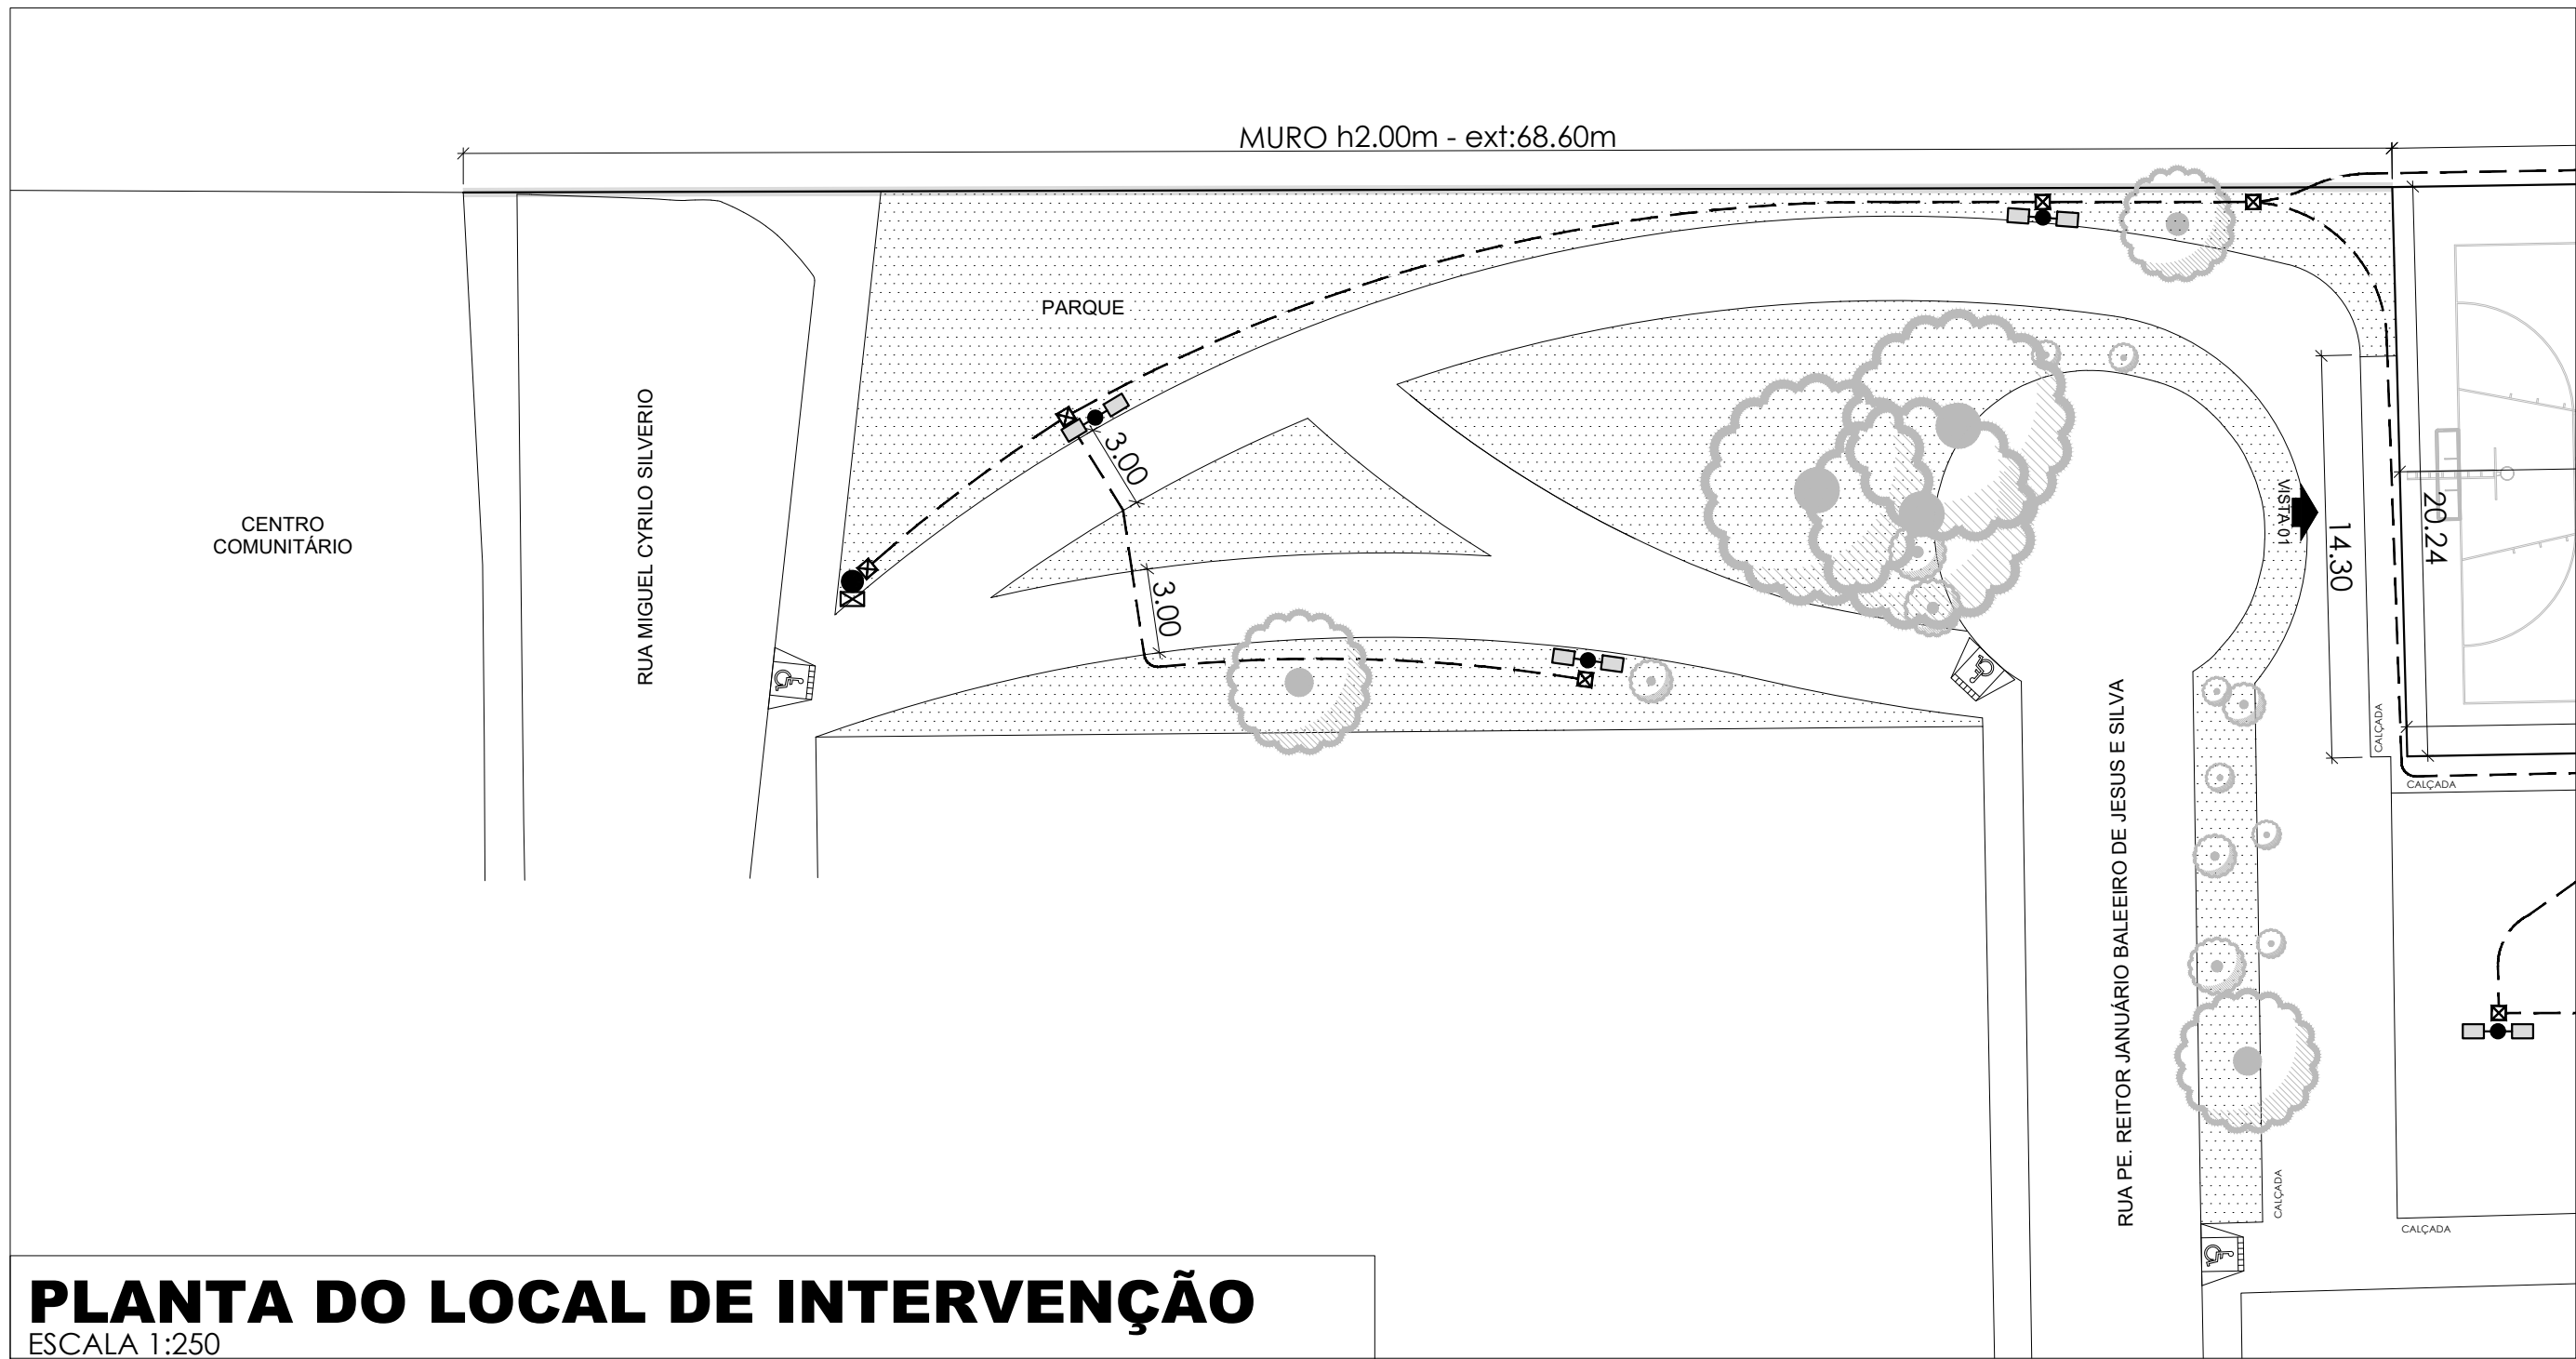 MURO h2.00m - ext:68.60m
PARQUE
3.00
3.00
CENTRO
COMUNITÁRIO
RUA MIGUEL CYRILO SILVERIO
VISTA 01
14.30
20.24
CALÇADA
CALÇADA
RUA PE. REITOR JANUÁRIO BALEEIRO DE JESUS E SILVA
CALÇADA
CALÇADA
PLANTA DO LOCAL DE INTERVENÇÃO
ESCALA 1:250